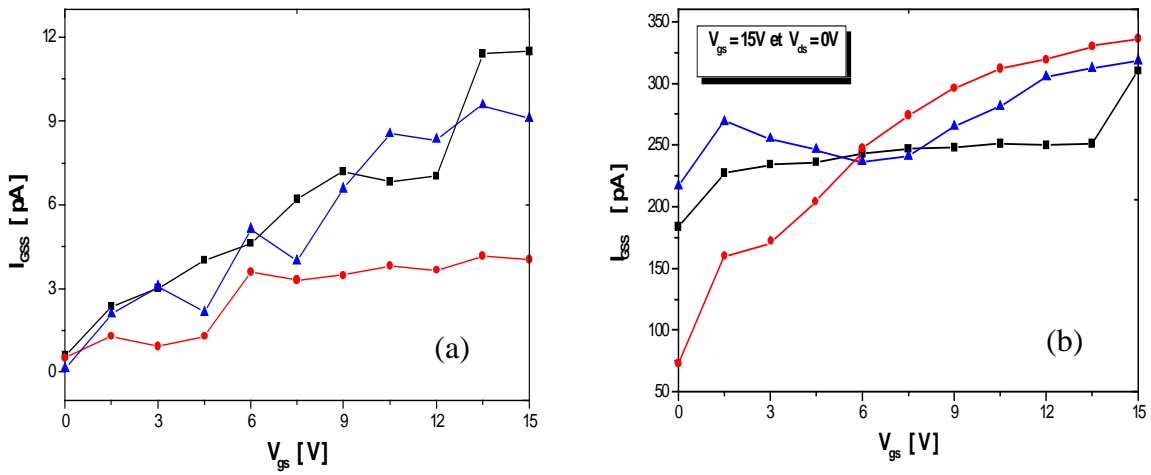 12
9
6
3
0
I_GSS [ pA]
0 3 6 9 12 15
V_gs [ V]
(a)
350
300
250
200
150
100
50
I_GSS [ pA]
V_gs = 15V et V_ds = 0V
0 3 6 9 12 15
V_gs [ V]
(b)